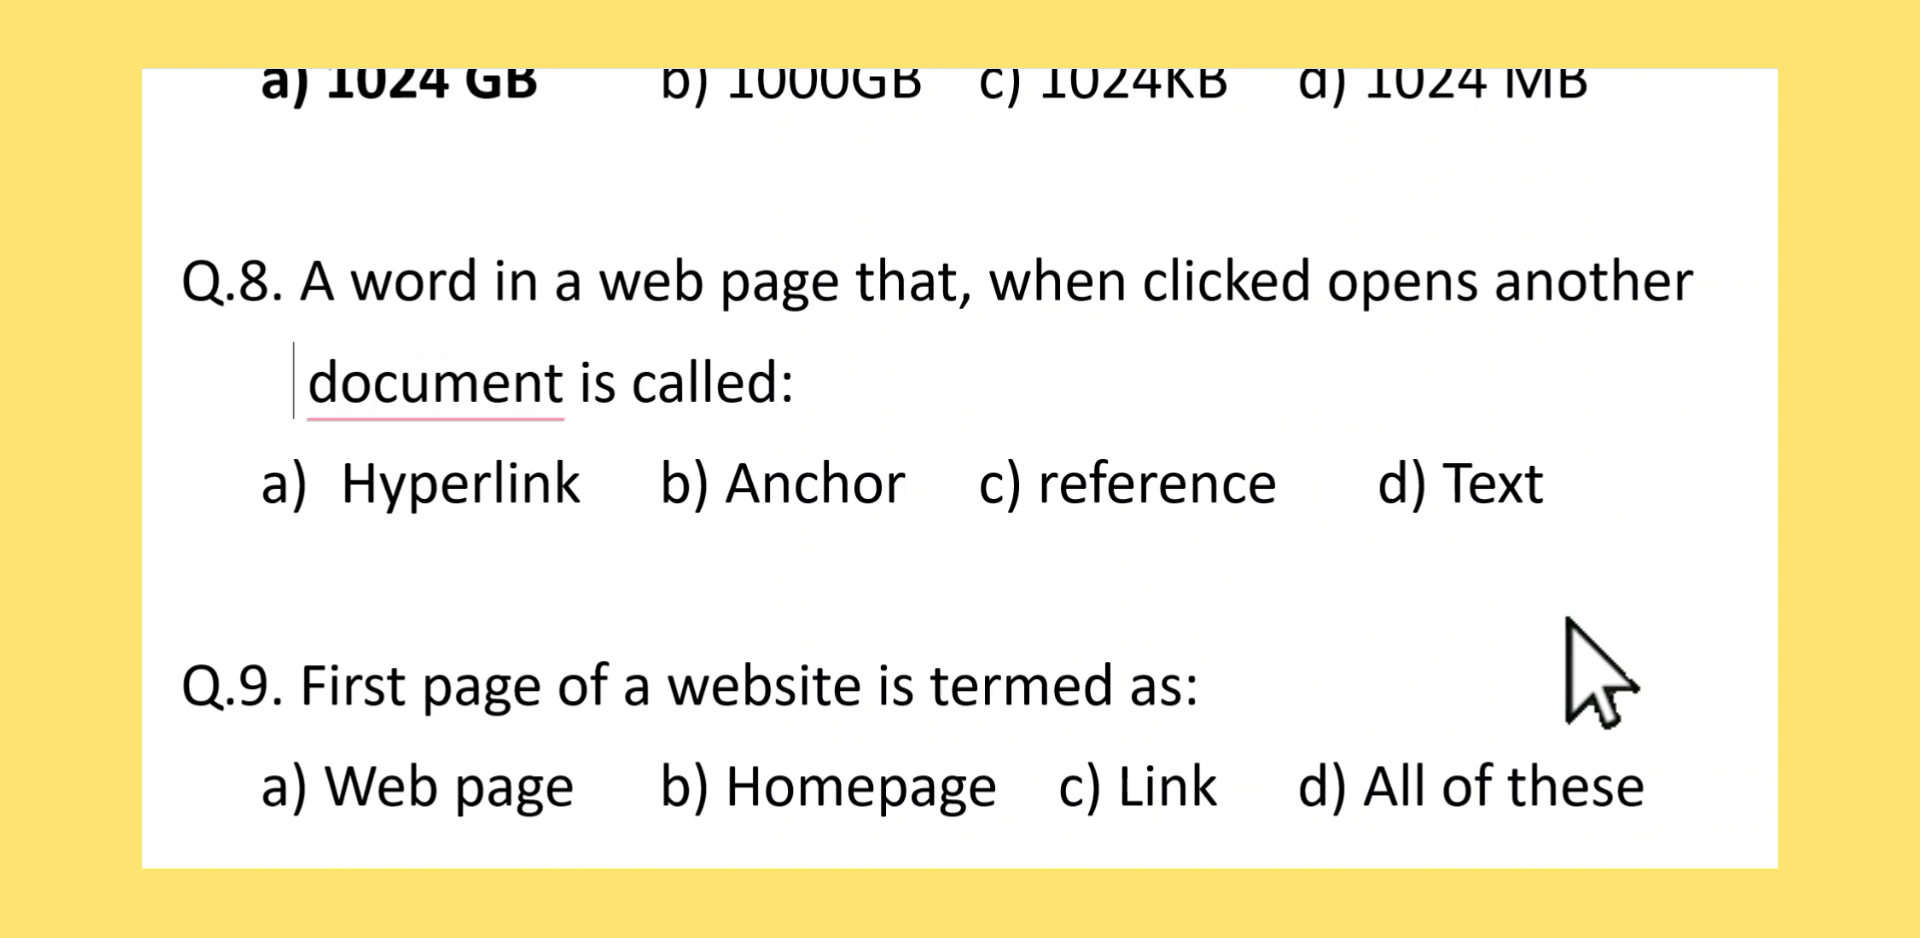 a) 1024 GB b) 1000GB c) 1024KB d) 1024 MB
Q.8. A word in a web page that, when clicked opens another
document is called:
a) Hyperlink b) Anchor c) reference d) Text
Q.9. First page of a website is termed as:
a) Web page b) Homepage c) Link d) All of these